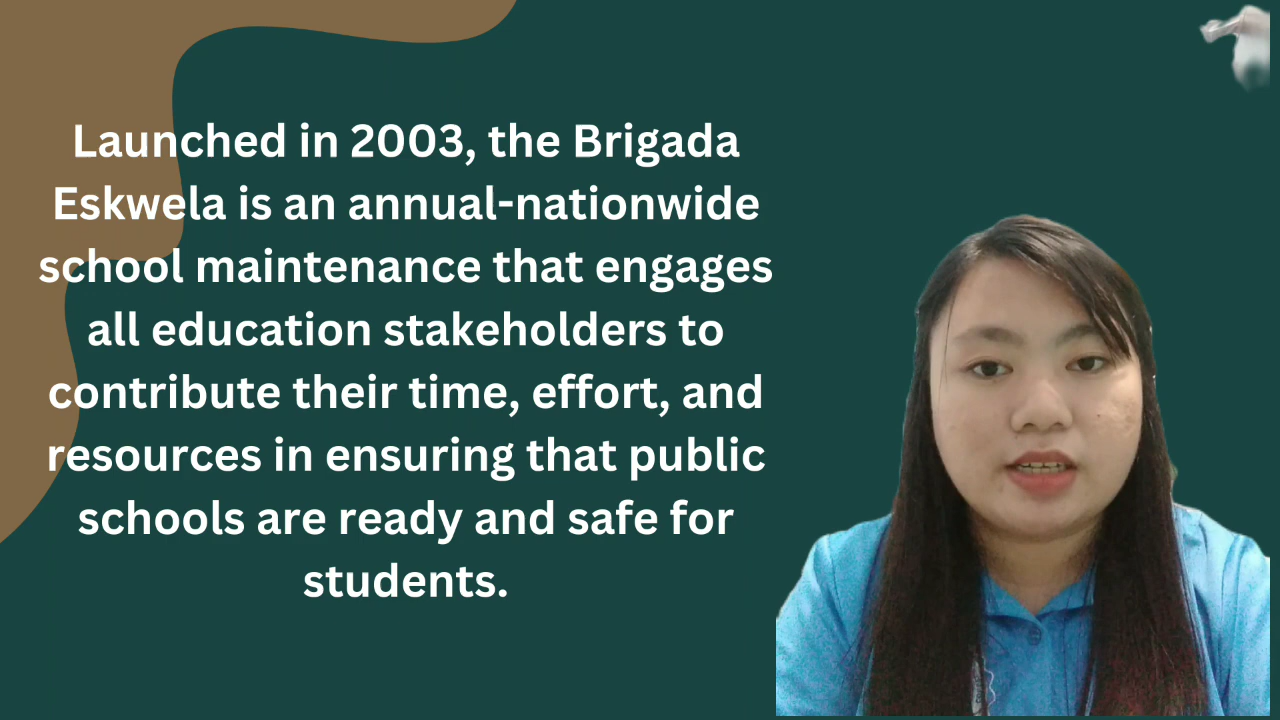 Launched in 2003, the Brigada
Eskwela is an annual-nationwide
school maintenance that engages
all education stakeholders to
contribute their time, effort, and
resources in ensuring that public
schools are ready and safe for
students.